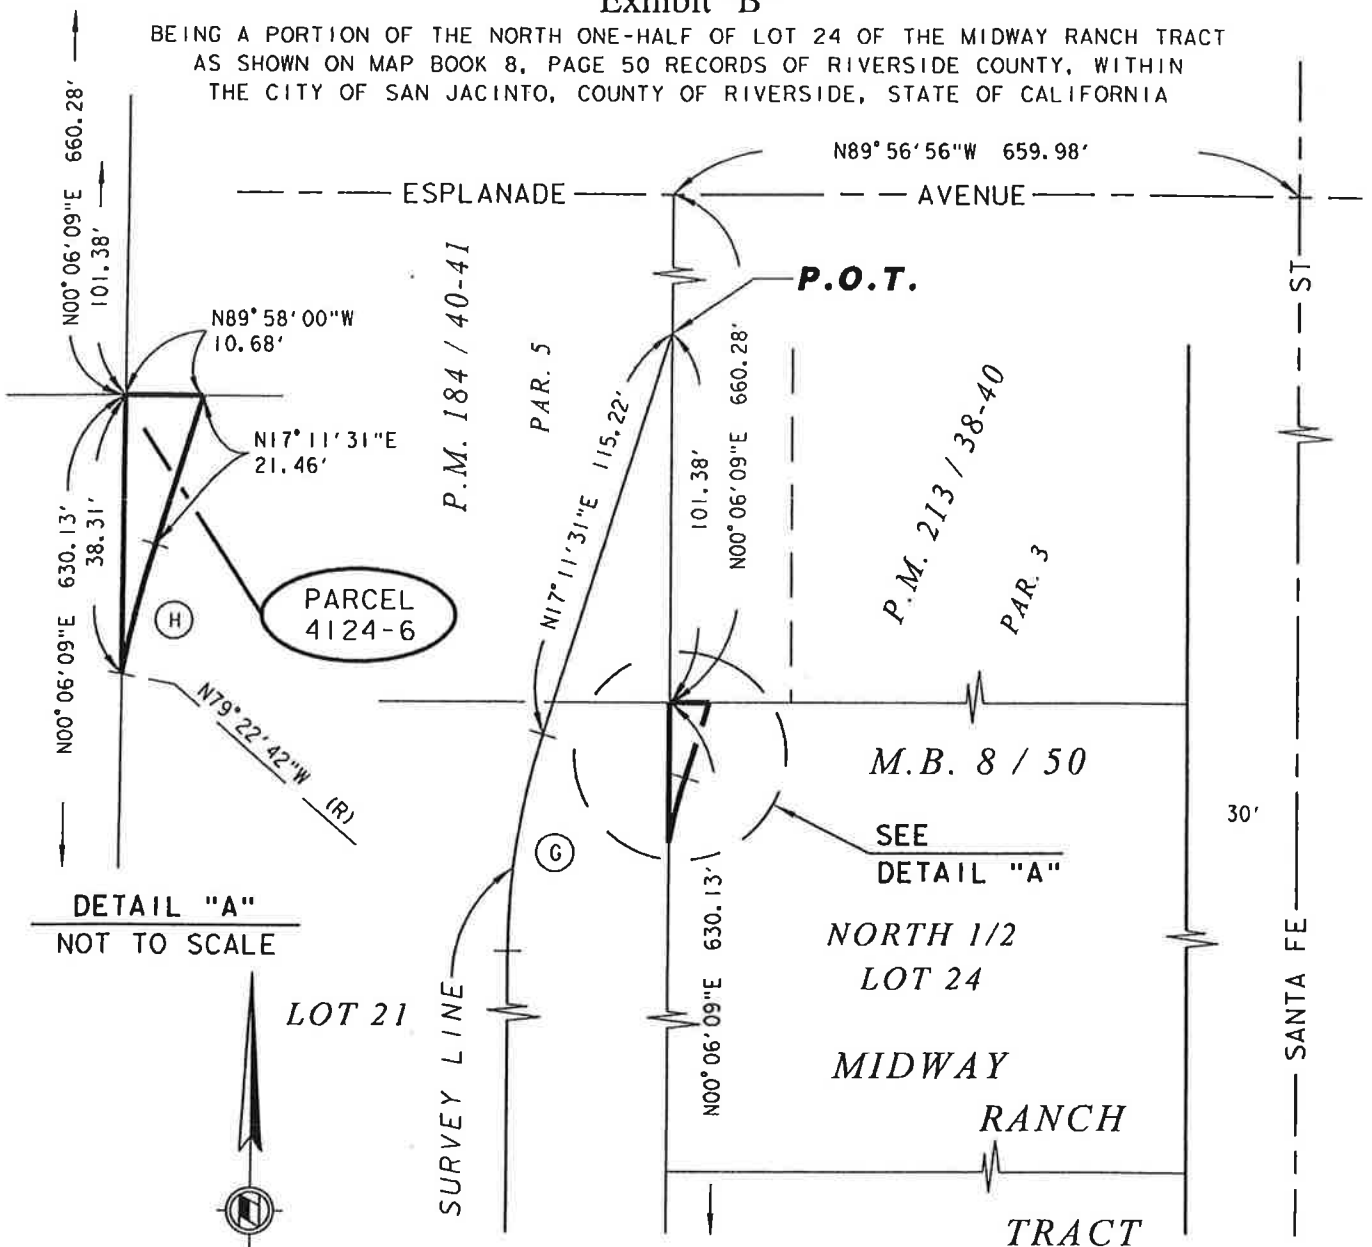 Exhibit "B"
BEING A PORTION OF THE NORTH ONE-HALF OF LOT 24 OF THE MIDWAY RANCH TRACT
AS SHOWN ON MAP BOOK 8, PAGE 50 RECORDS OF RIVERSIDE COUNTY, WITHIN
THE CITY OF SAN JACINTO, COUNTY OF RIVERSIDE, STATE OF CALIFORNIA
N89°56'56"W 659.98'
ESPLANADE AVENUE
P.O.T.
N00°06'09"E 660.28'
101.38'
N89°58'00"W
10.68'
N17°11'31"E
21.46'
N00°06'09"E 630.13'
38.31'
H
PARCEL
4124-6
N79°22'42"W (R)
DETAIL "A"
NOT TO SCALE
P.M. 184 / 40-41
PAR. 5
N17°11'31"E 115.22'
101.38'
N00°06'09"E 660.28'
P.M. 213 / 38-40
PAR. 3
M.B. 8 / 50
SEE
DETAIL "A"
G
30'
N00°06'09"E 630.13'
NORTH 1/2
LOT 24
LOT 21
SURVEY LINE
MIDWAY
RANCH
TRACT
SANTA FE ST